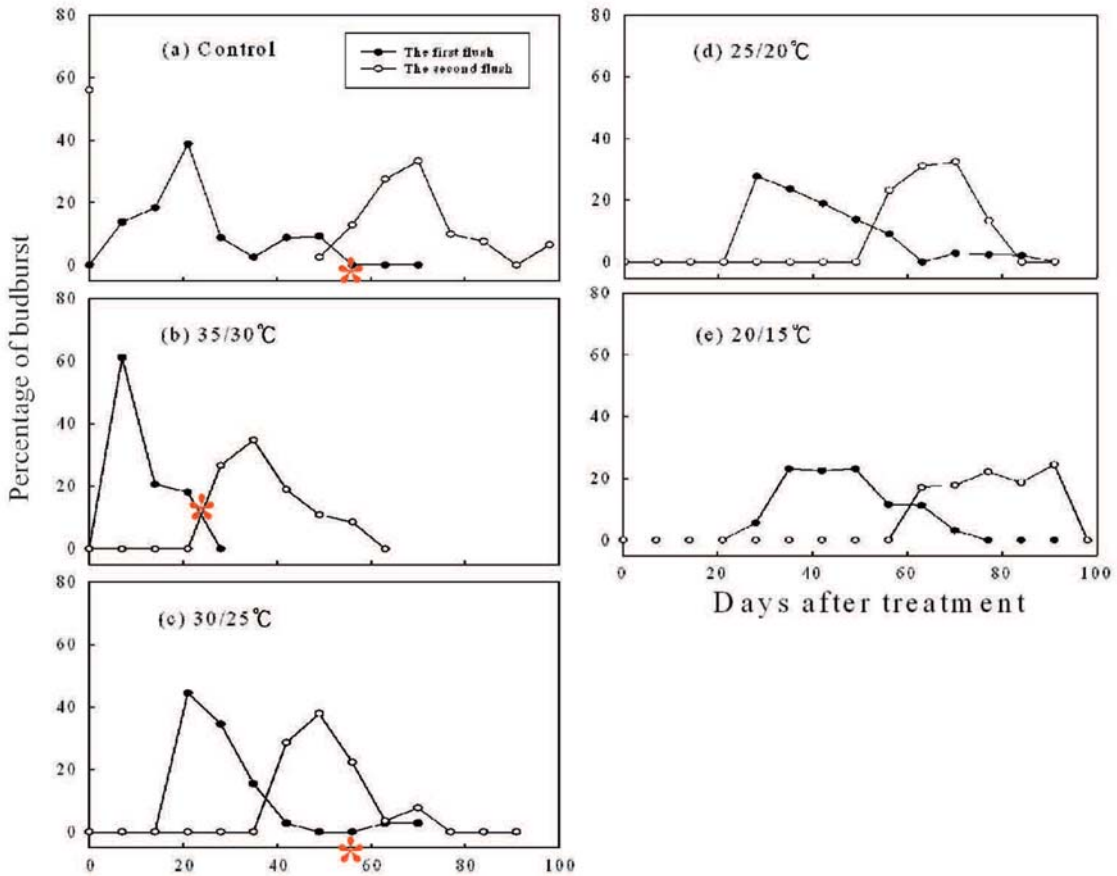 80
60
40
20
0
(a) Control
The first flush
The second flush
80
60
40
20
0
(b) 35/30℃
80
60
40
20
0
(c) 30/25℃
0 20 40 60 80 100
80
60
40
20
0
(d) 25/20℃
80
60
40
20
0
(e) 20/15℃
0 20 40 60 80 100
Days after treatment
Percentage of budburst